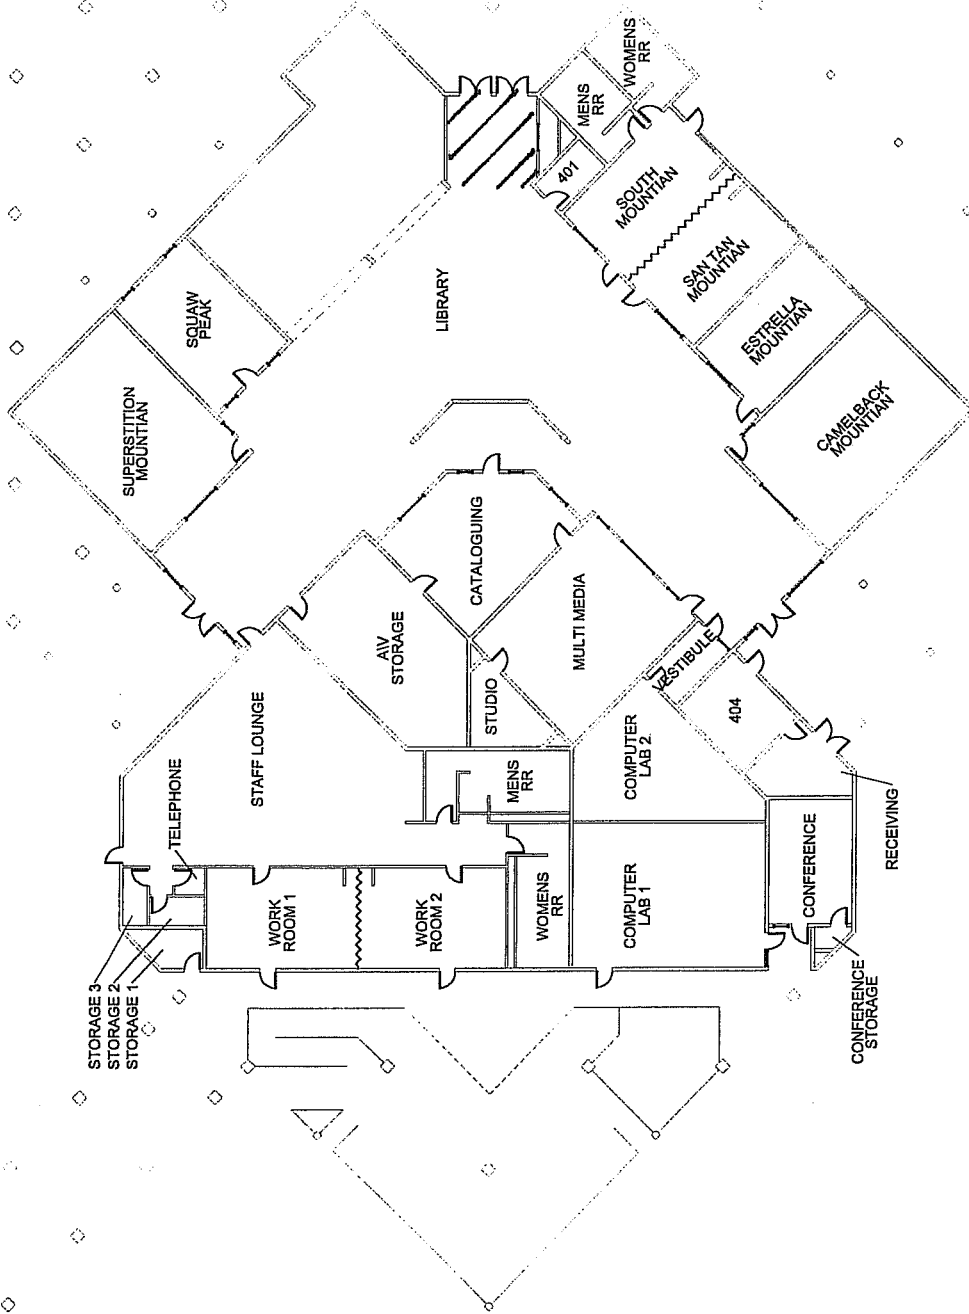 WOMENS
RR
MENS
RR
401
SOUTH
MOUNTIAN
SAN TAN
MOUNTIAN
ESTRELLA
MOUNTIAN
CAMELBACK
MOUNTIAN
LIBRARY
SQUAW
PEAK
SUPERSTITION
MOUNTIAN
CATALOGUING
MULTI MEDIA
A\V
STORAGE
STUDIO
VESTIBULE
404
STAFF LOUNGE
TELEPHONE
MENS
RR
COMPUTER
LAB 2
RECEIVING
CONFERENCE
WORK
ROOM 1
WORK
ROOM 2
WOMENS
RR
COMPUTER
LAB 1
STORAGE 3
STORAGE 2
STORAGE 1
CONFERENCE
STORAGE